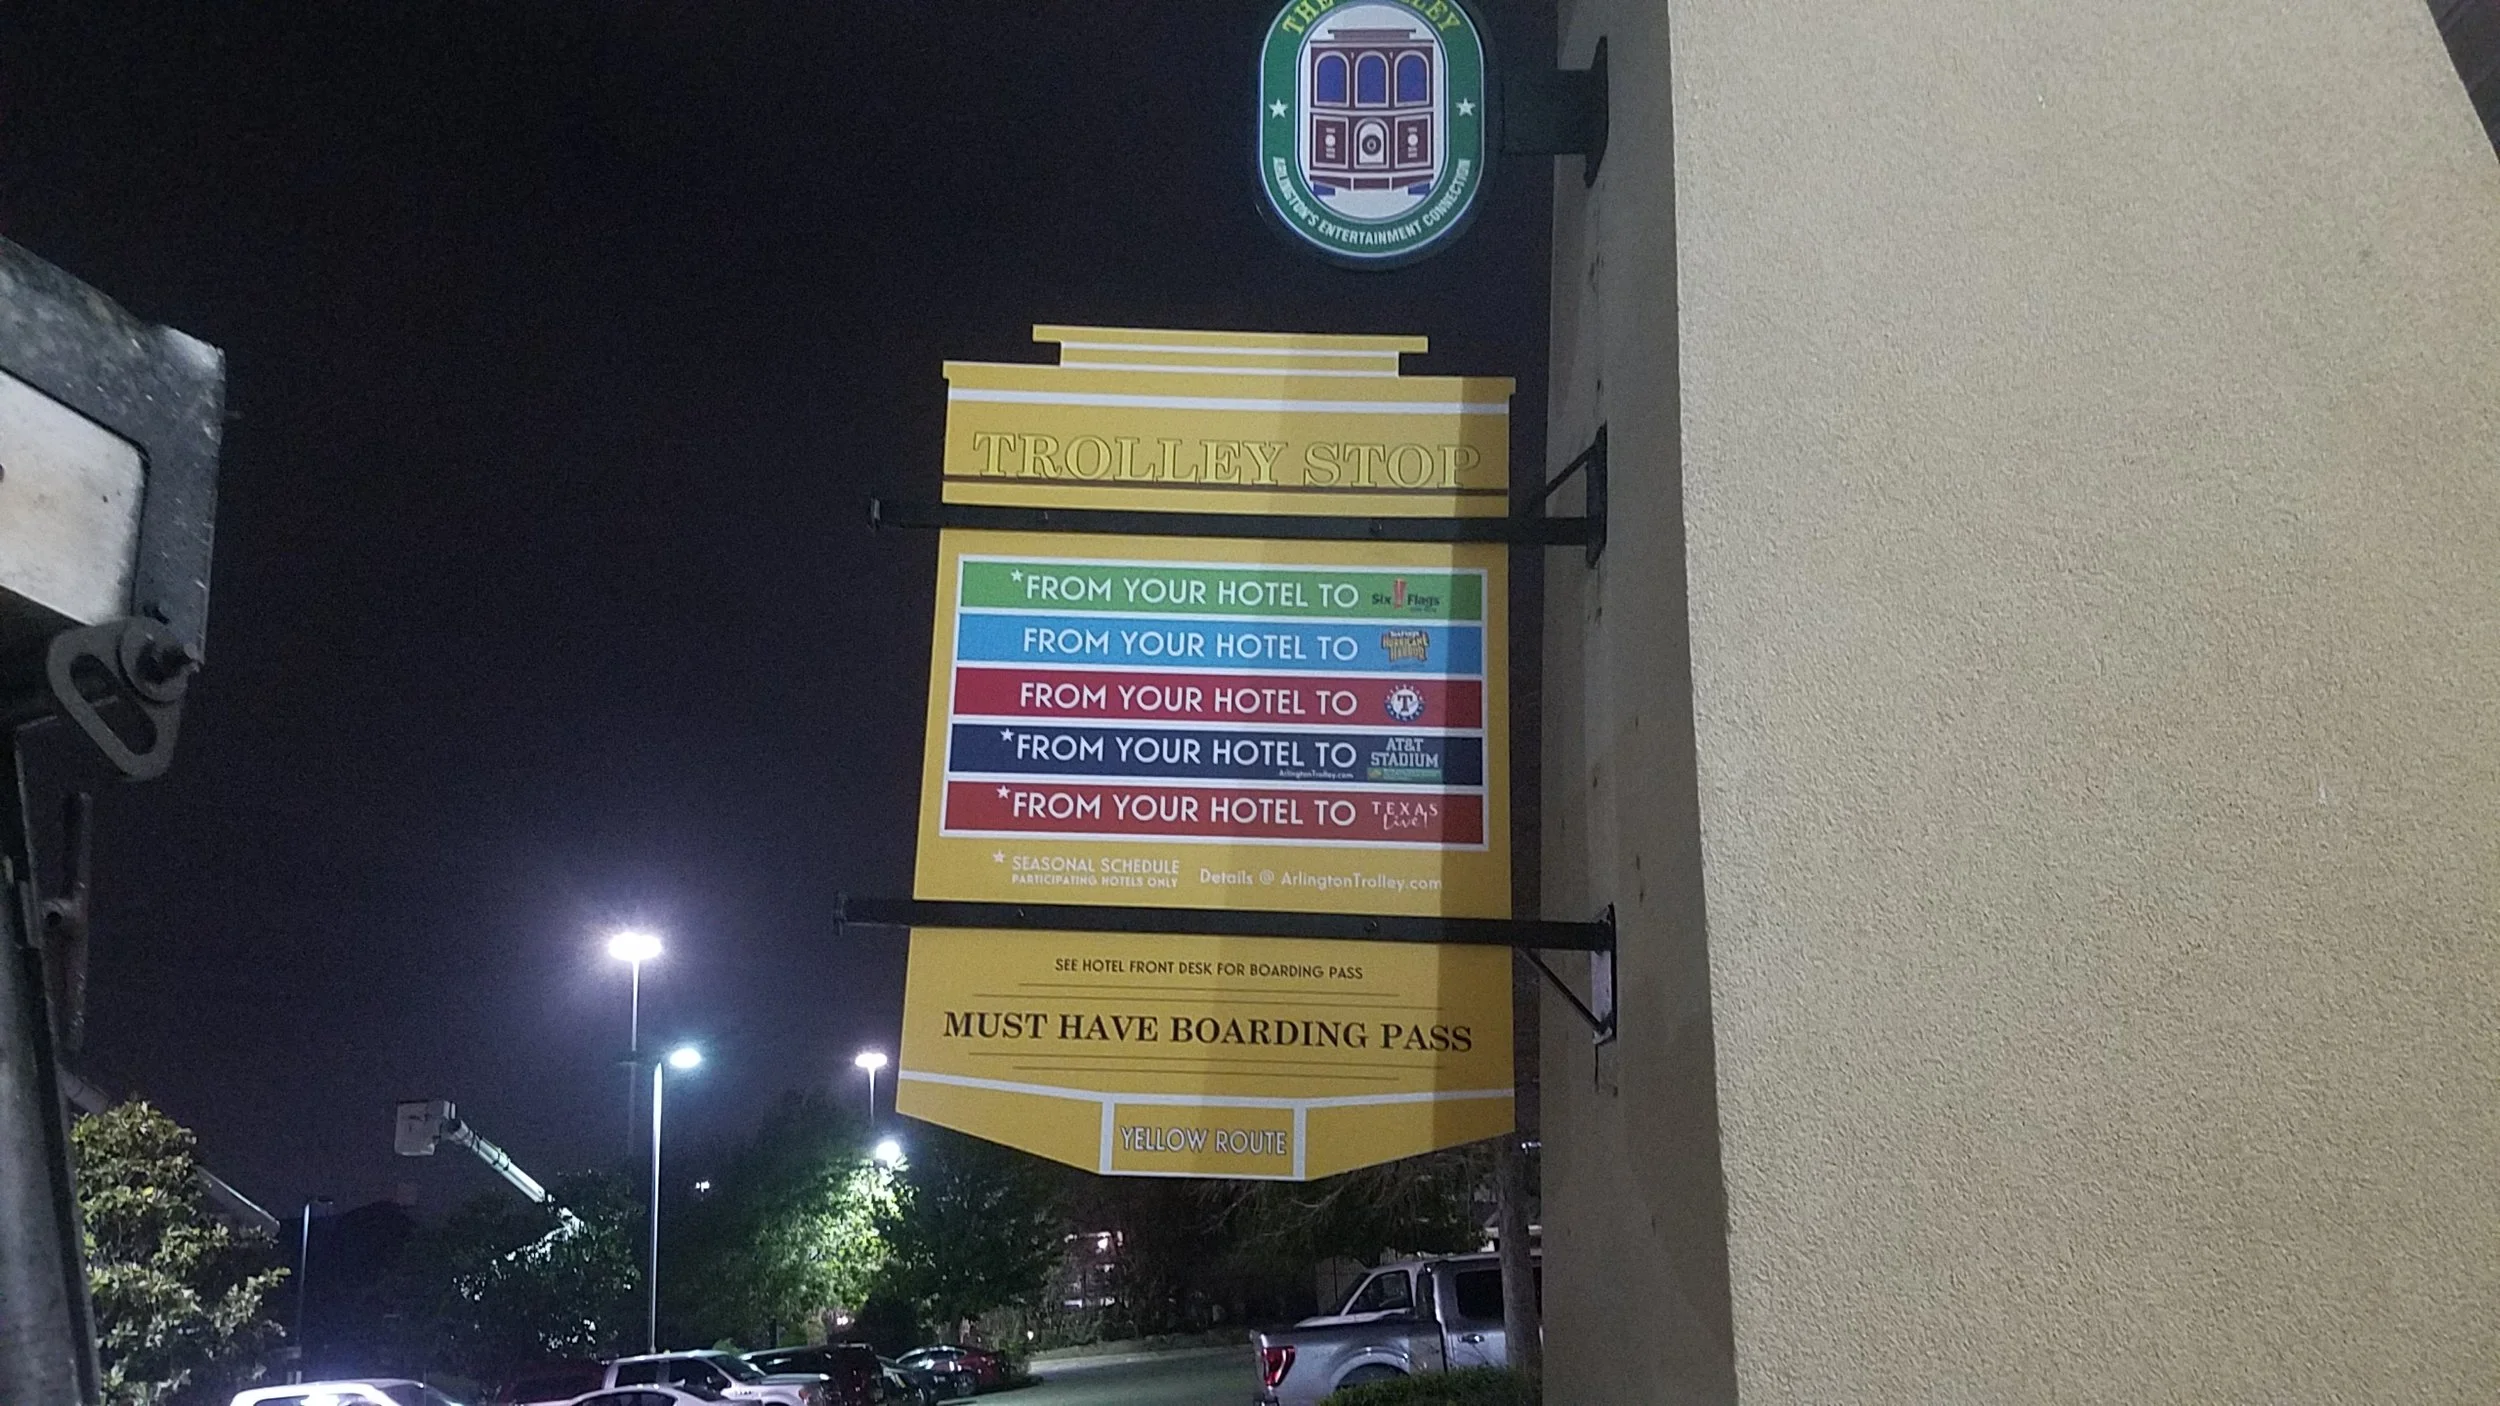 THE
ARLINGTON'S ENTERTAINMENT CONNECTION
TROLLEY STOP
*FROM YOUR HOTEL TO Six Flags
FROM YOUR HOTEL TO HURRICANE HARBOR
FROM YOUR HOTEL TO T
*FROM YOUR HOTEL TO AT&T STADIUM
ArlingtonTrolley.com
*FROM YOUR HOTEL TO TEXAS Live!
* SEASONAL SCHEDULE
PARTICIPATING HOTELS ONLY
Details @ ArlingtonTrolley.com
SEE HOTEL FRONT DESK FOR BOARDING PASS
MUST HAVE BOARDING PASS
YELLOW ROUTE